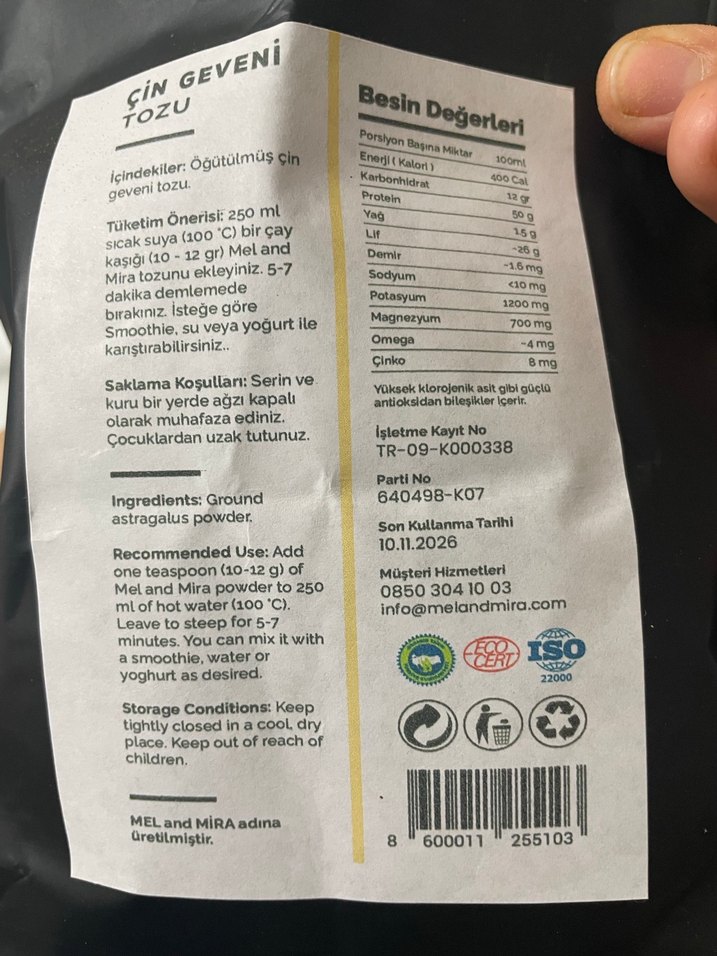 ÇİN GEVENİ
TOZU
İçindekiler: Öğütülmüş çin
geveni tozu.
Tüketim Önerisi: 250 ml
sıcak suya (100 °C) bir çay
kaşığı (10 - 12 gr) Mel and
Mira tozunu ekleyiniz. 5-7
dakika demlemede
bırakınız. İsteğe göre
Smoothie, su veya yoğurt ile
karıştırabilirsiniz..
Saklama Koşulları: Serin ve
kuru bir yerde ağzı kapalı
olarak muhafaza ediniz.
Çocuklardan uzak tutunuz.
Ingredients: Ground
astragalus powder.
Recommended Use: Add
one teaspoon (10-12 g) of
Mel and Mira powder to 250
ml of hot water (100 °C).
Leave to steep for 5-7
minutes. You can mix it with
a smoothie, water or
yoghurt as desired.
Storage Conditions: Keep
tightly closed in a cool, dry
place. Keep out of reach of
children.
MEL and MİRA adına
üretilmiştir.
Besin Değerleri
Porsiyon Başına Miktar 100ml
Enerji ( Kalori ) 400 Cal
Karbonhidrat 12 gr
Protein 50 g
Yağ 15 g
Lif ~26 g
Demir ~1.6 mg
Sodyum <10 mg
Potasyum 1200 mg
Magnezyum 700 mg
Omega ~4 mg
Çinko 8 mg
Yüksek klorojenik asit gibi güçlü
antioksidan bileşikler içerir.
İşletme Kayıt No
TR-09-K000338
Parti No
640498-K07
Son Kullanma Tarihi
10.11.2026
Müşteri Hizmetleri
0850 304 10 03
info@melandmira.com
ECO
CERT
ISO
22000
8 600011 255103